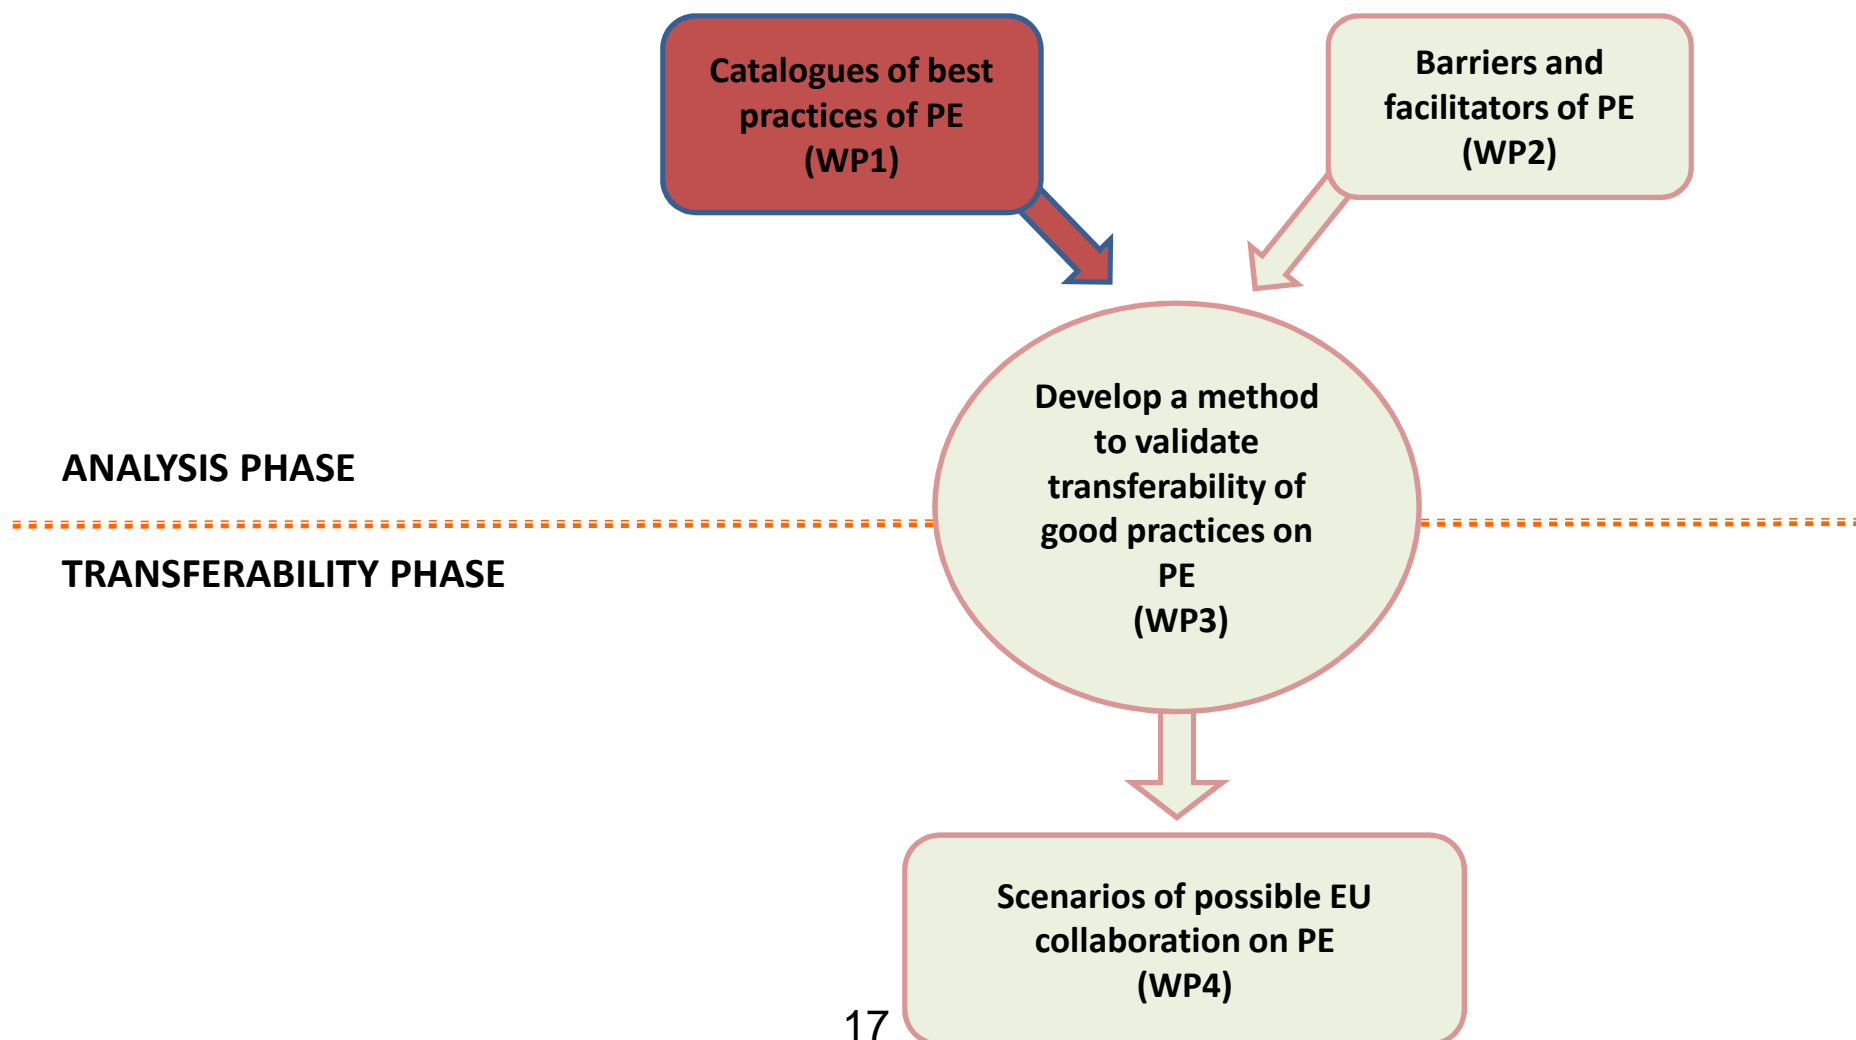 Catalogues of best
practices of PE
(WP1)
Barriers and
facilitators of PE
(WP2)
Develop a method
to validate
transferability of
good practices on
PE
(WP3)
ANALYSIS PHASE
TRANSFERABILITY PHASE
Scenarios of possible EU
collaboration on PE
(WP4)
17